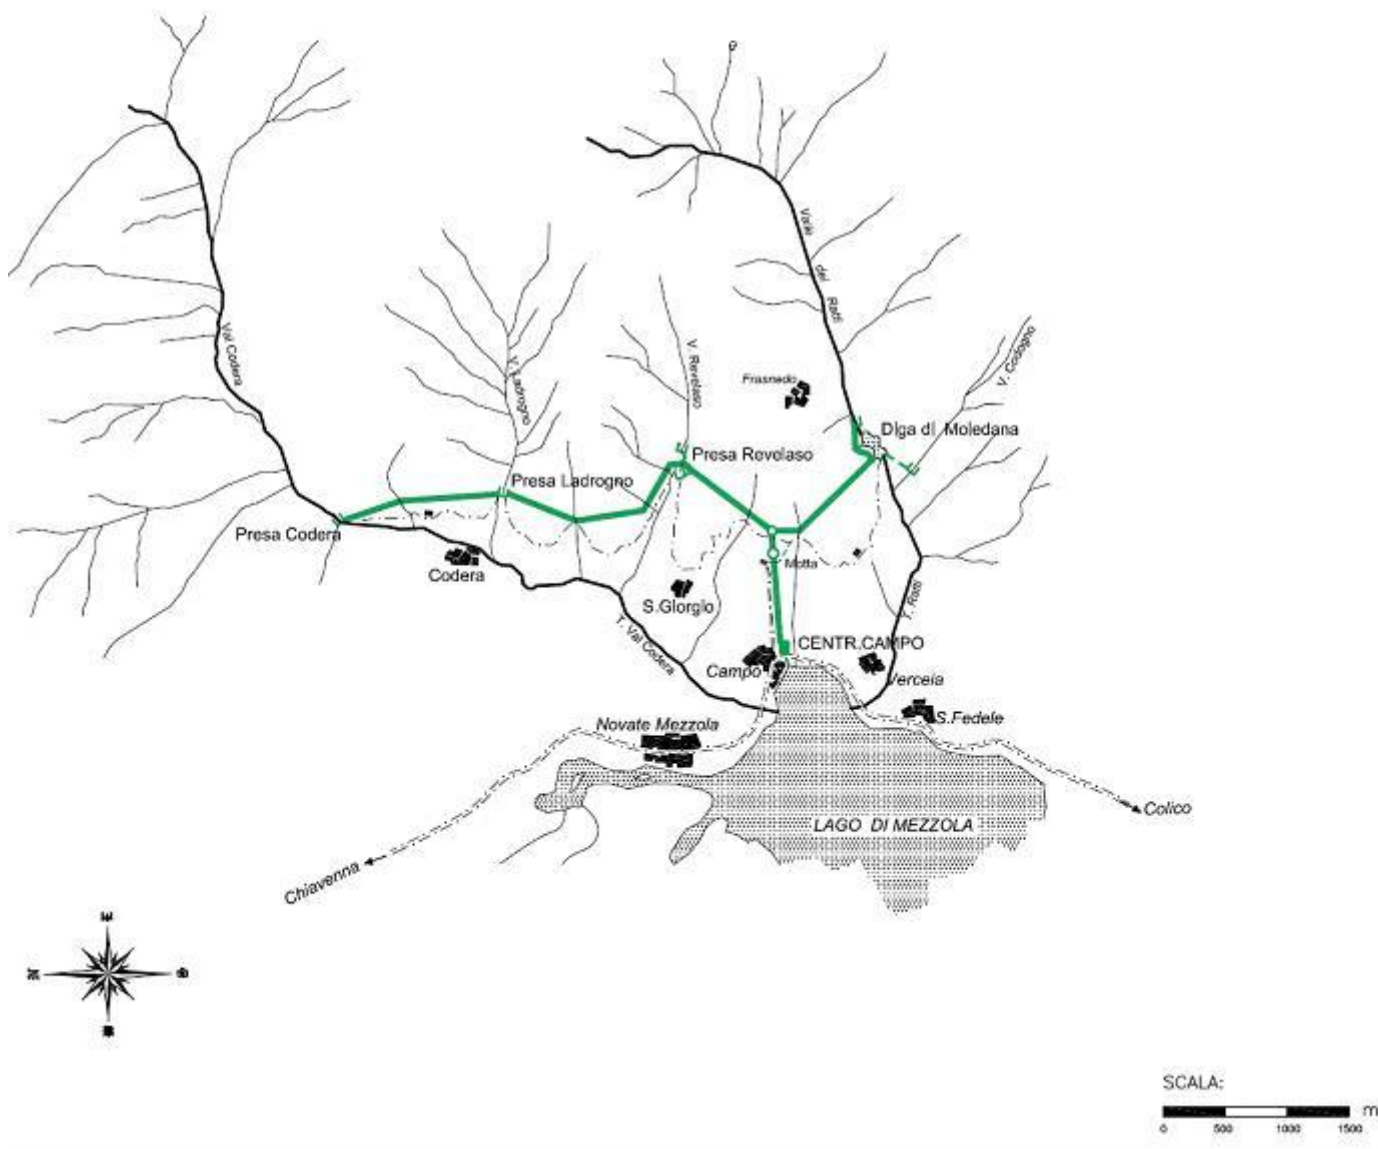 Valle
dei
Ratti
Val Codera
V. Ladrogno
V. Revelaso
V. Codogno
Frasnedo
Diga di Moledana
Presa Revelaso
Presa Ladrogno
Presa Codera
Codera
Motta
S.Giorgio
T. Ratti
T. Val Codera
CENTR.CAMPO
Campo
Verceia
S.Fedele
Novate Mezzola
Colico
LAGO DI MEZZOLA
Chiavenna
E
N
SCALA:
m
0 500 1000 1500